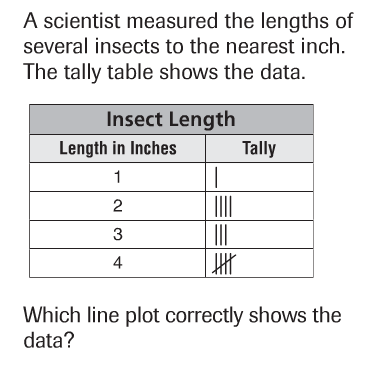 A scientist measured the lengths of
several insects to the nearest inch.
The tally table shows the data.
Insect Length
Length in Inches Tally
1 |
2 ||||
3 |||
4 卌
Which line plot correctly shows the
data?